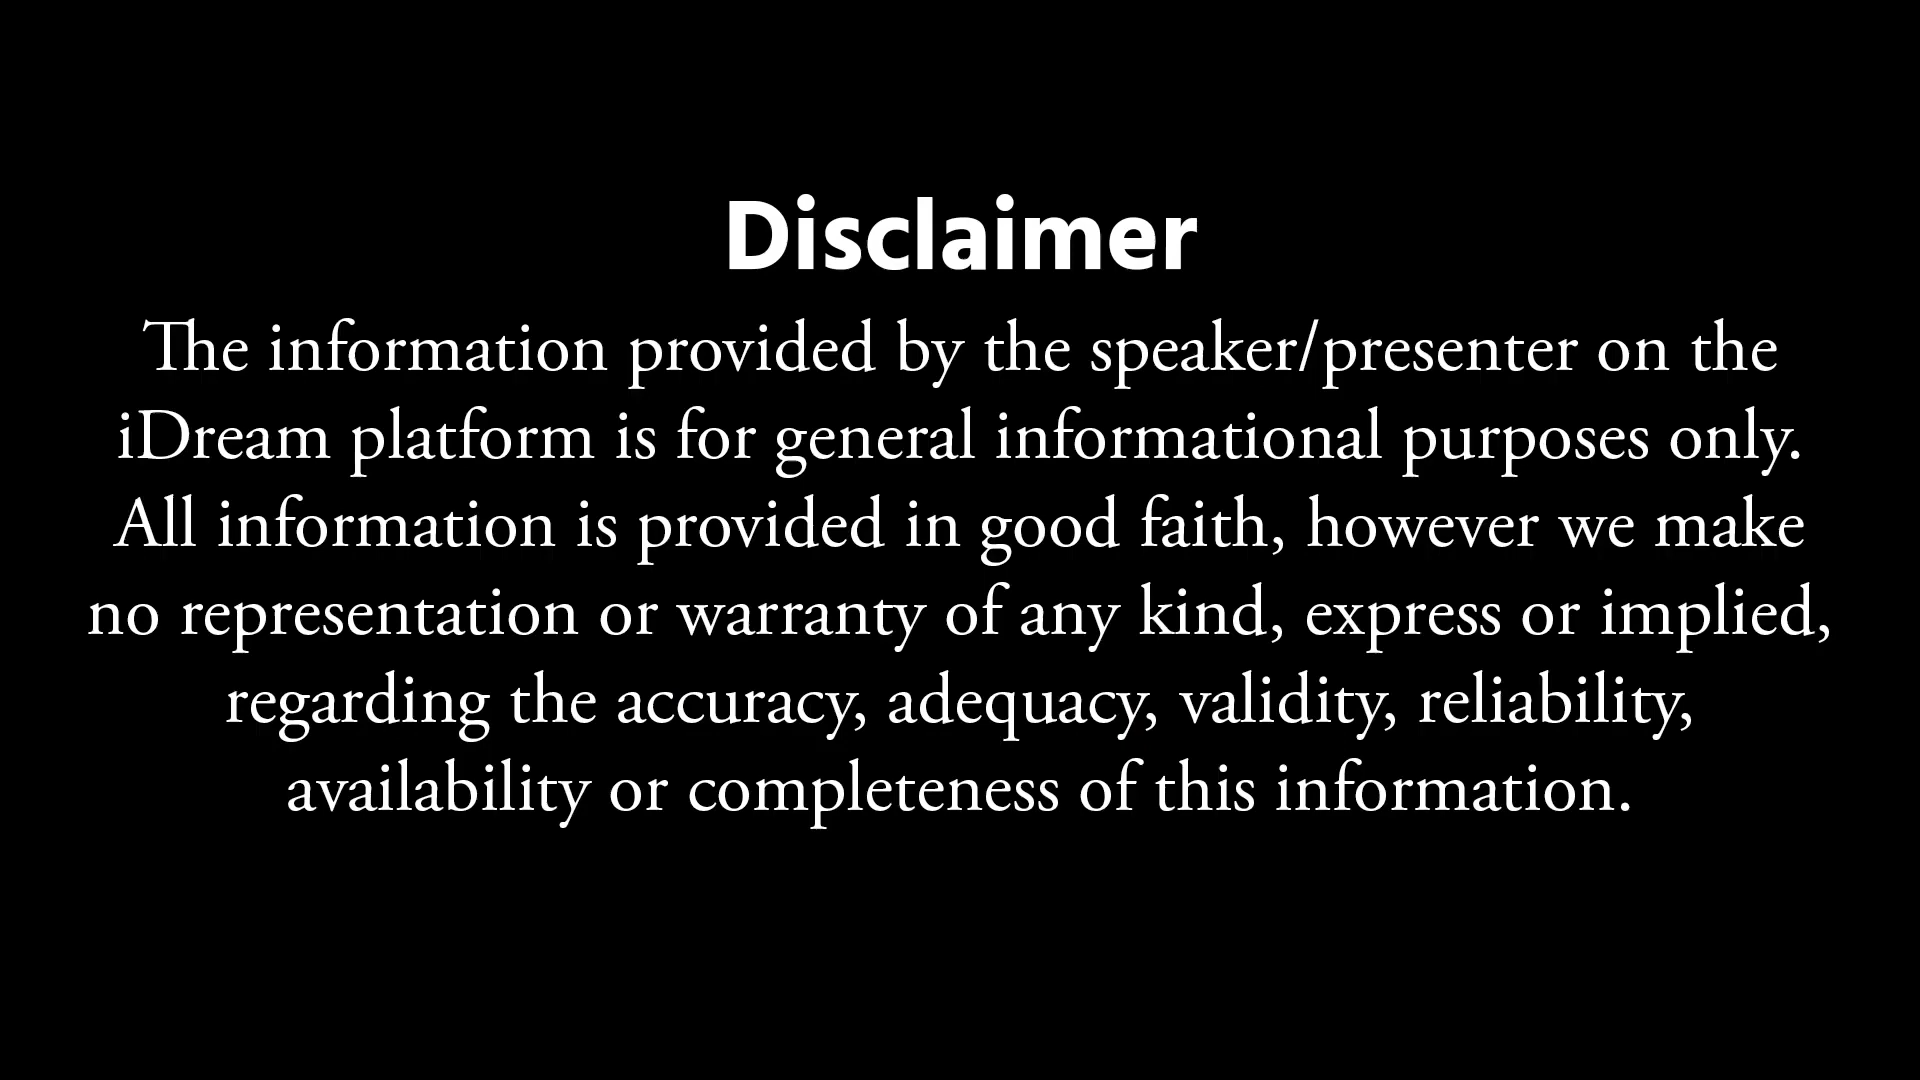 Disclaimer
The information provided by the speaker/presenter on the
iDream platform is for general informational purposes only.
All information is provided in good faith, however we make
no representation or warranty of any kind, express or implied,
regarding the accuracy, adequacy, validity, reliability,
availability or completeness of this information.